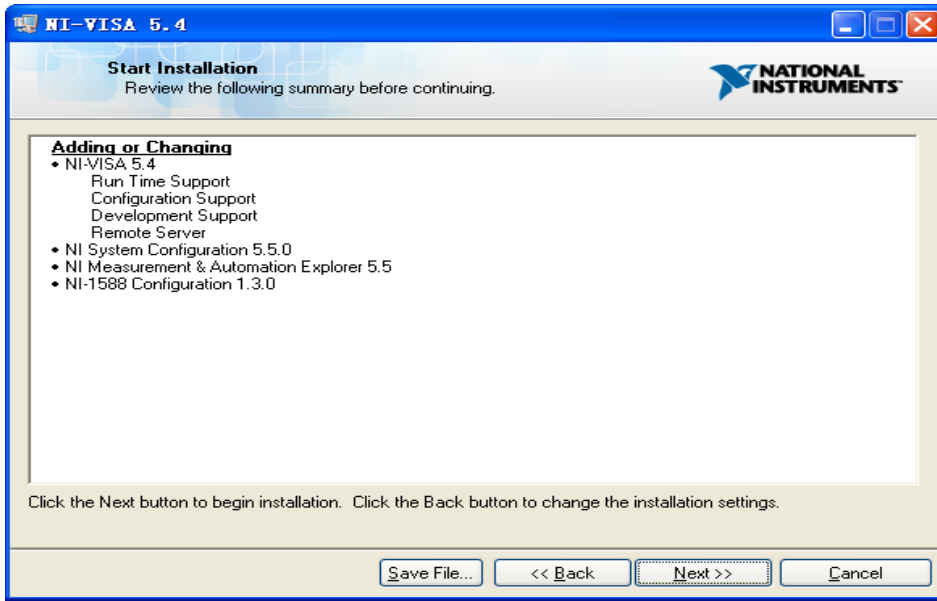 NI-VISA 5.4
Start Installation
Review the following summary before continuing.
NATIONAL
INSTRUMENTS™
Adding or Changing
• NI-VISA 5.4
Run Time Support
Configuration Support
Development Support
Remote Server
• NI System Configuration 5.5.0
• NI Measurement & Automation Explorer 5.5
• NI-1588 Configuration 1.3.0
Click the Next button to begin installation. Click the Back button to change the installation settings.
Save File...
<< Back
Next >>
Cancel